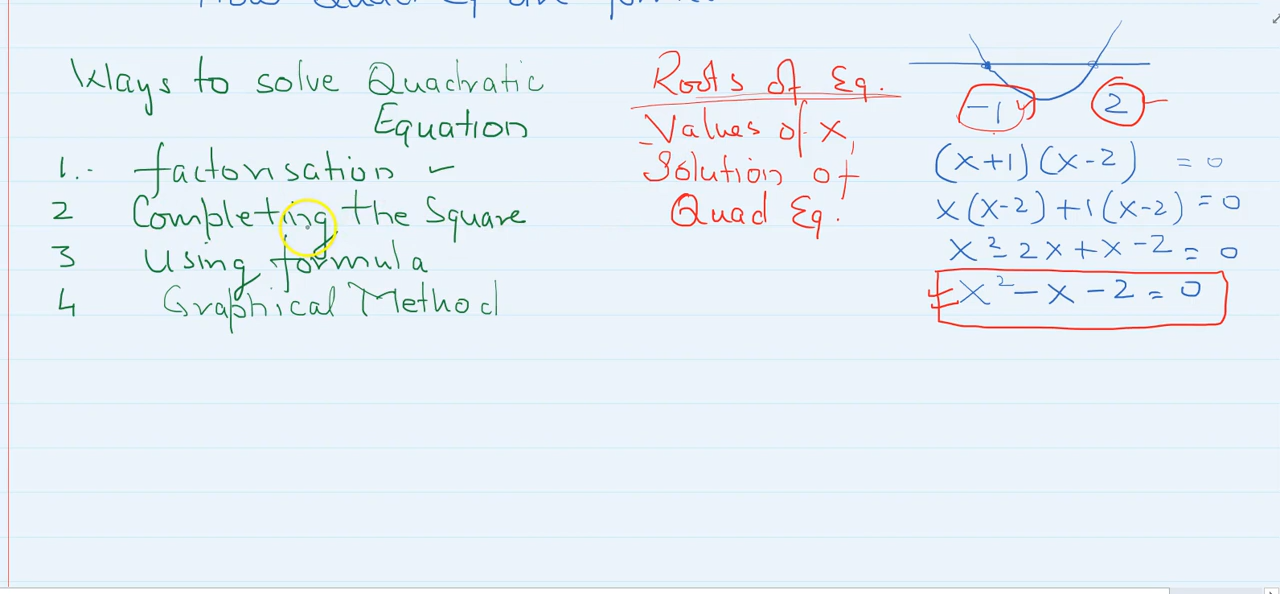 Ways to solve Quadratic
Equation
1.- factorisation
2 Completing the Square
3 Using formula
4 Graphical Method
Roots of Eq.
Values of x,
Solution of
Quad Eq.
-1 2
(x+1)(x-2) = 0
x(x-2)+1(x-2)=0
x²-2x+x-2=0
x²-x-2=0